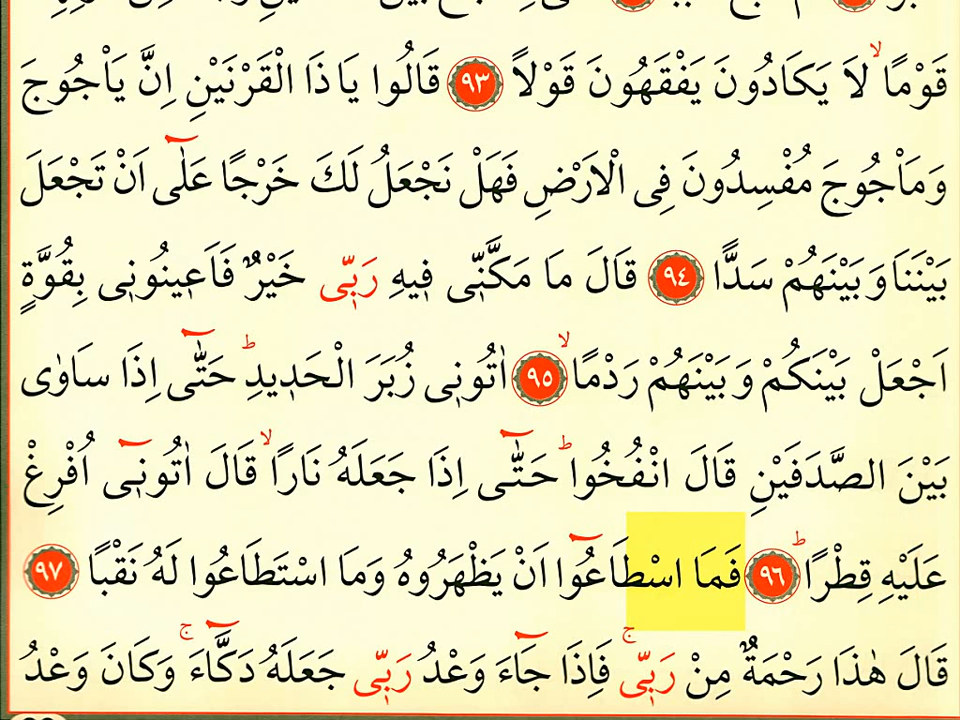 قَوْمًاۙ لَا يَكَادُونَ يَفْقَهُونَ قَوْلًا ﴿٩٣﴾ قَالُوا يَا ذَا الْقَرْنَيْنِ اِنَّ يَاْجُوجَ
وَمَاْجُوجَ مُفْسِدُونَ فِى الْاَرْضِ فَهَلْ نَجْعَلُ لَكَ خَرْجًا عَلٰٓى اَنْ تَجْعَلَ
بَيْنَنَا وَبَيْنَهُمْ سَدًّا ﴿٩٤﴾ قَالَ مَا مَكَّنّٖى فٖيهِ رَبّٖى خَيْرٌ فَاَعٖينُونٖى بِقُوَّةٍ
اَجْعَلْ بَيْنَكُمْ وَبَيْنَهُمْ رَدْمًاۙ ﴿٩٥﴾ اٰتُونٖى زُبَرَ الْحَدٖيدِؕ حَتّٰٓى اِذَا سَاوٰى
بَيْنَ الصَّدَفَيْنِ قَالَ انْفُخُواؕ حَتّٰٓى اِذَا جَعَلَهُ نَارًاۙ قَالَ اٰتُونٖٓى اُفْرِغْ
عَلَيْهِ قِطْرًاؕ ﴿٩٦﴾ فَمَا اسْطَاعُٓوا اَنْ يَظْهَرُوهُ وَمَا اسْتَطَاعُوا لَهُ نَقْبًا ﴿٩٧﴾
قَالَ هٰذَا رَحْمَةٌ مِنْ رَبّٖىۚ فَاِذَا جَٓاءَ وَعْدُ رَبّٖى جَعَلَهُ دَكَّٓاءَۚ وَكَانَ وَعْدُ